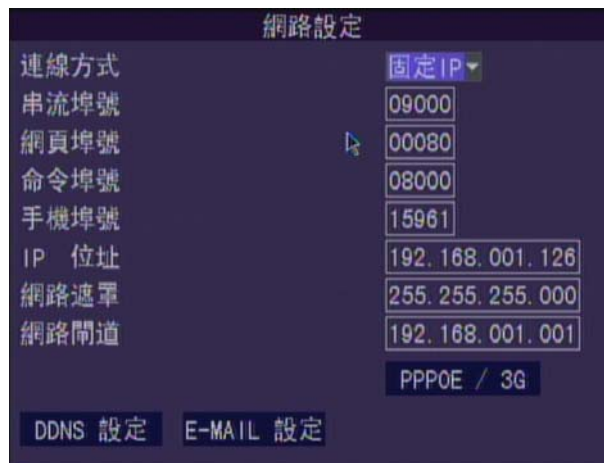 網路設定
連線方式 固定IP
串流埠號 09000
網頁埠號 00080
命令埠號 08000
手機埠號 15961
IP 位址 192.168.001.126
網路遮罩 255.255.255.000
網路閘道 192.168.001.001
PPPOE / 3G
DDNS 設定 E-MAIL 設定